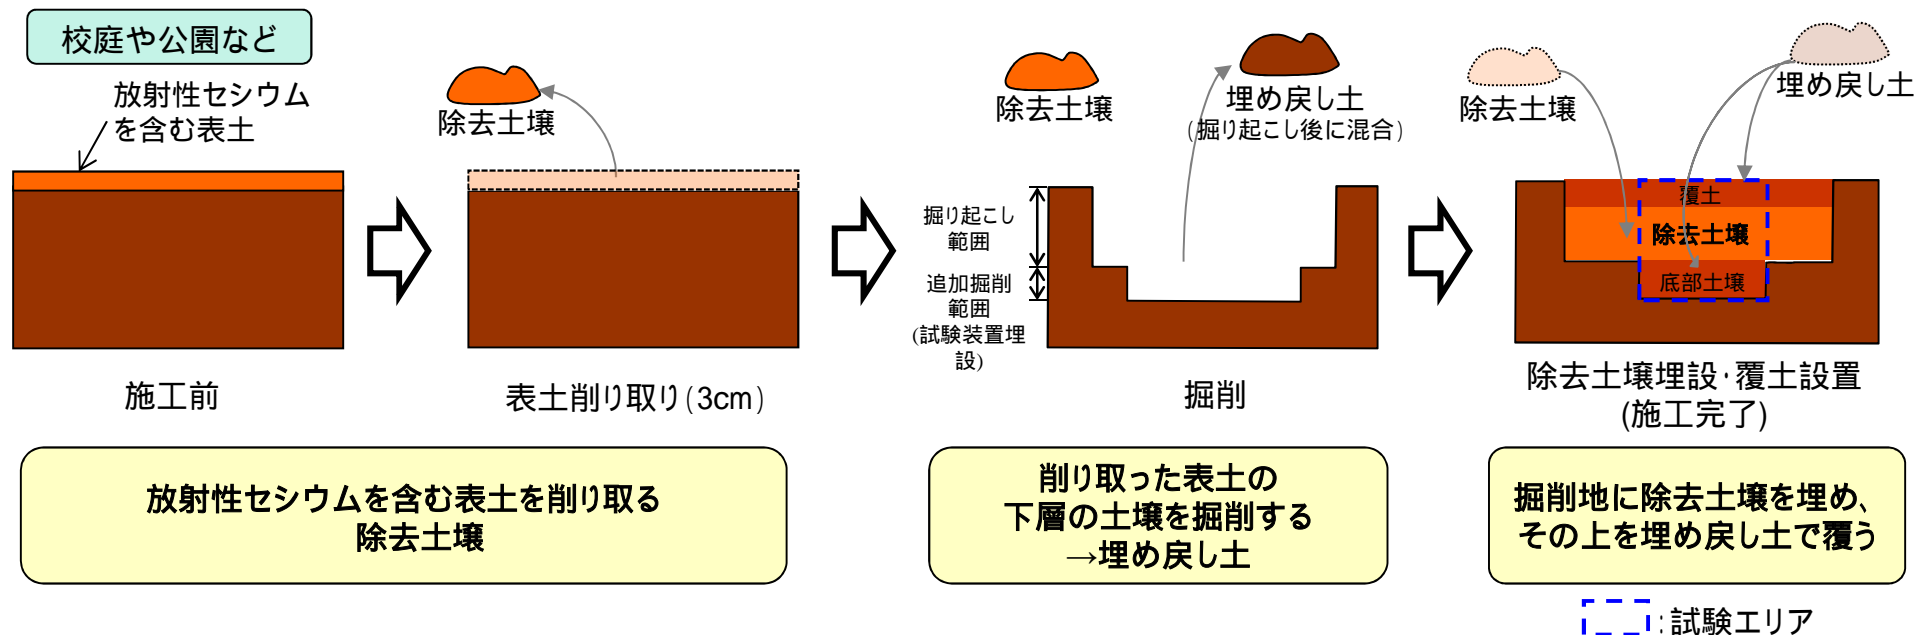 校庭や公園など
放射性セシウム
を含む表土
除去土壌
除去土壌
埋め戻し土
(掘り起こし後に混合)
除去土壌
埋め戻し土
掘り起こし
範囲
追加掘削
範囲
(試験装置埋
設)
覆土
除去土壌
底部土壌
施工前
表土削り取り(3cm)
掘削
除去土壌埋設・覆土設置
(施工完了)
放射性セシウムを含む表土を削り取る
除去土壌
削り取った表土の
下層の土壌を掘削する
→埋め戻し土
掘削地に除去土壌を埋め、
その上を埋め戻し土で覆う
:試験エリア